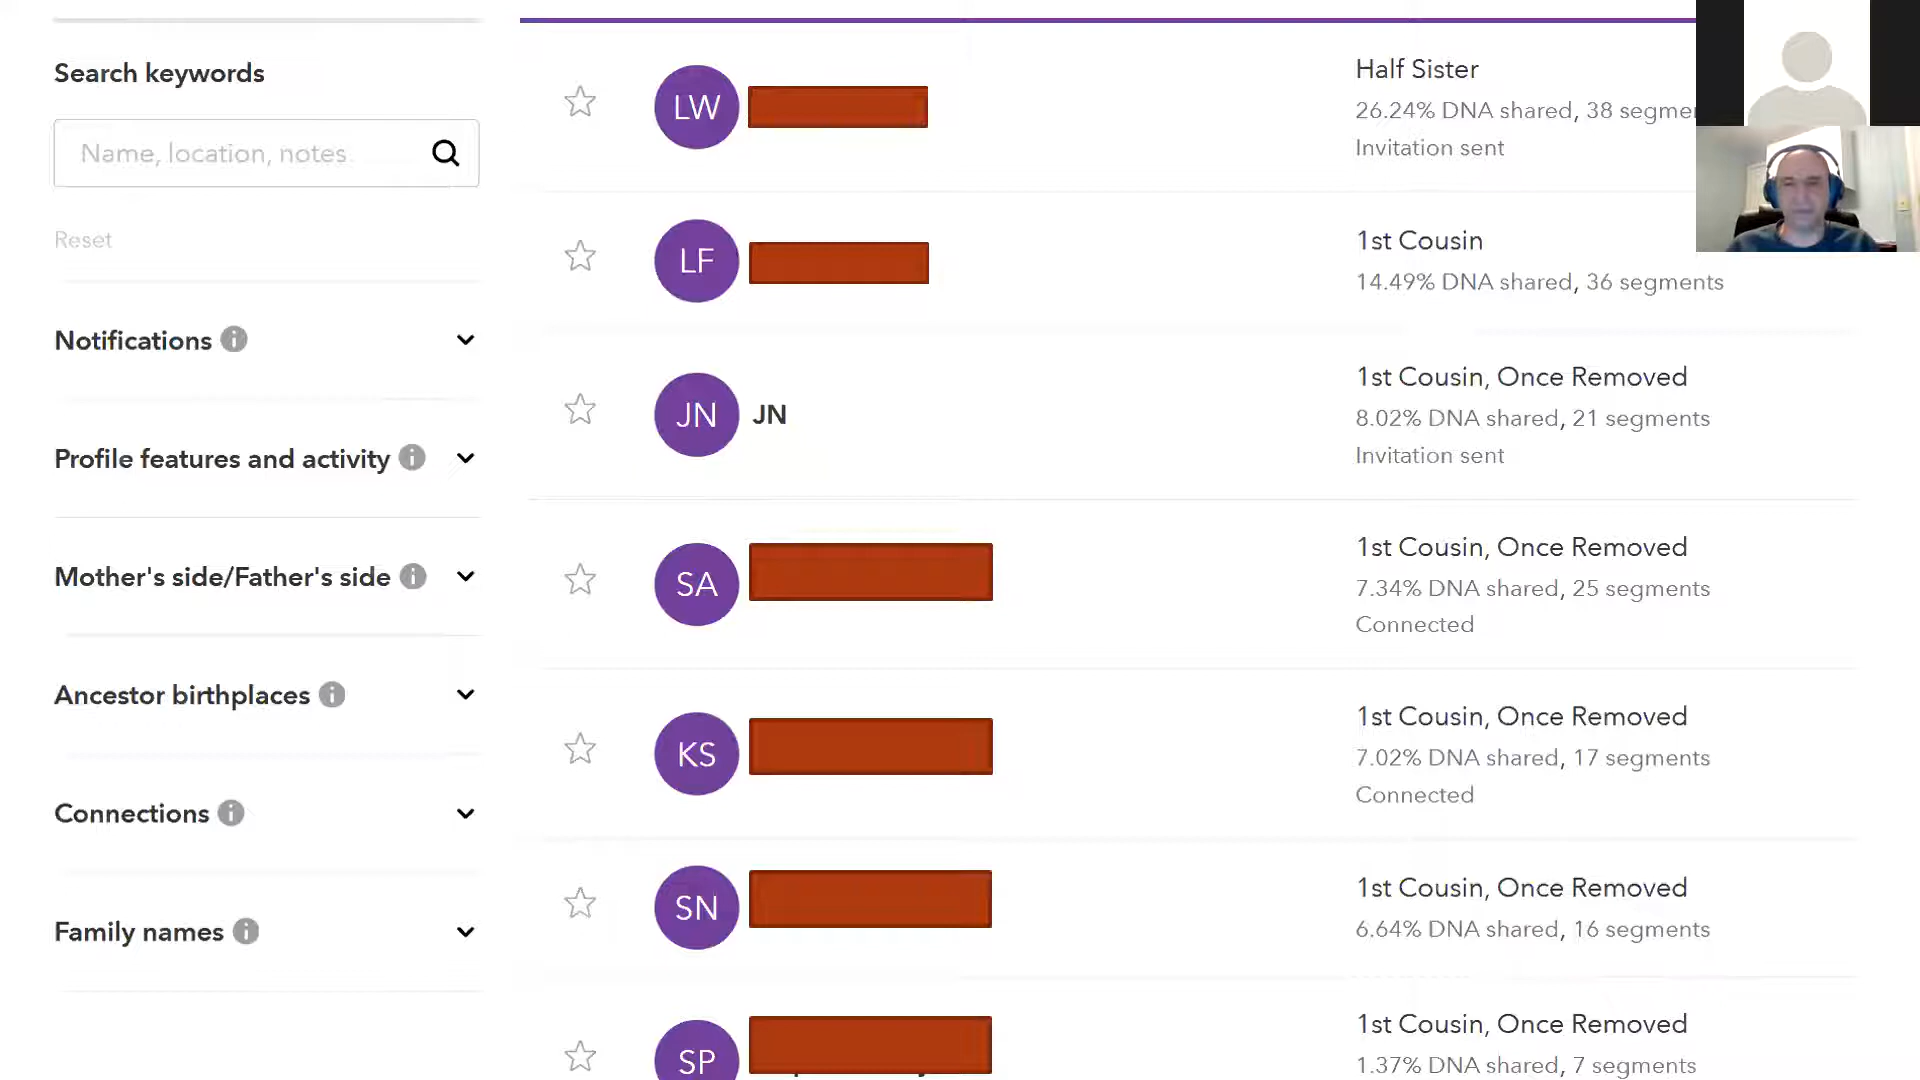 Search keywords
Name, location, notes
Reset
Notifications
Profile features and activity
Mother's side/Father's side
Ancestor birthplaces
Connections
Family names
LW
Half Sister
26.24% DNA shared, 38
Invitation sent
LF
1st Cousin
14.49% DNA shared, 36 segments
JN
JN
1st Cousin, Once Removed
8.02% DNA shared, 21 segments
Invitation sent
SA
1st Cousin, Once Removed
7.34% DNA shared, 25 segments
Connected
KS
1st Cousin, Once Removed
7.02% DNA shared, 17 segments
Connected
SN
1st Cousin, Once Removed
6.64% DNA shared, 16 segments
SP
1st Cousin, Once Removed
1.37% DNA shared, 7 segments